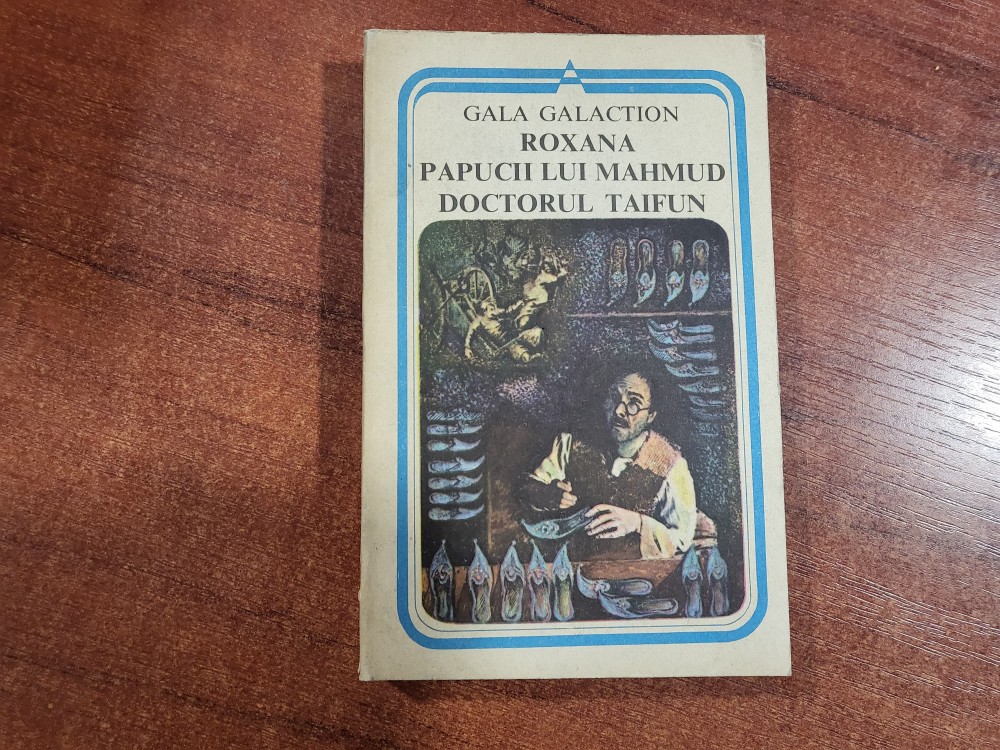 GALA GALACTION
ROXANA
PAPUCII LUI MAHMUD
DOCTORUL TAIFUN